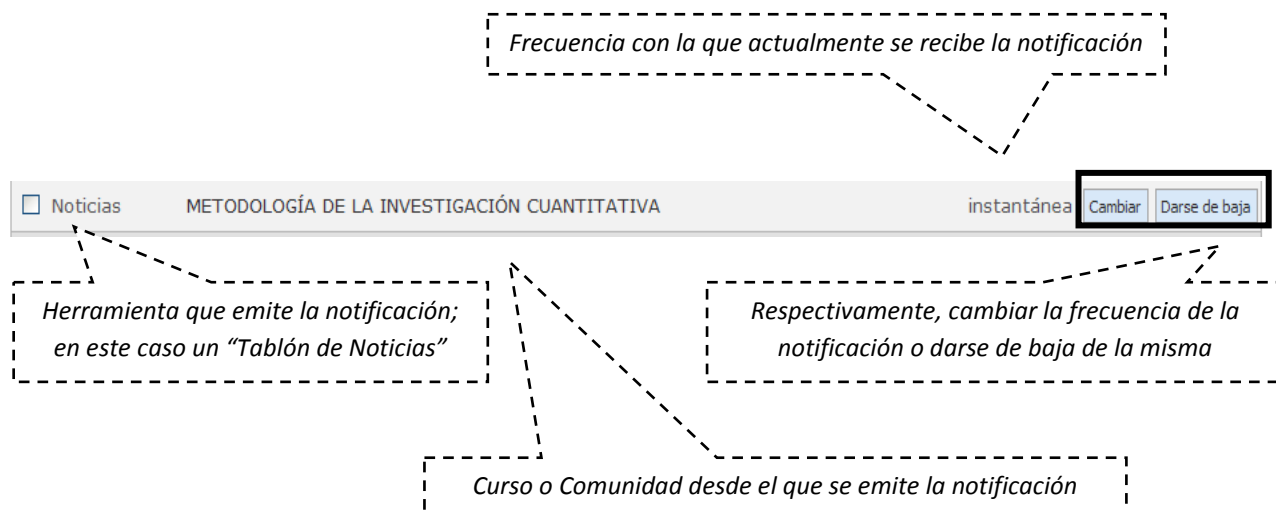 Frecuencia con la que actualmente se recibe la notificación
Noticias METODOLOGÍA DE LA INVESTIGACIÓN CUANTITATIVA instantánea Cambiar Darse de baja
Herramienta que emite la notificación;
en este caso un “Tablón de Noticias”
Respectivamente, cambiar la frecuencia de la
notificación o darse de baja de la misma
Curso o Comunidad desde el que se emite la notificación